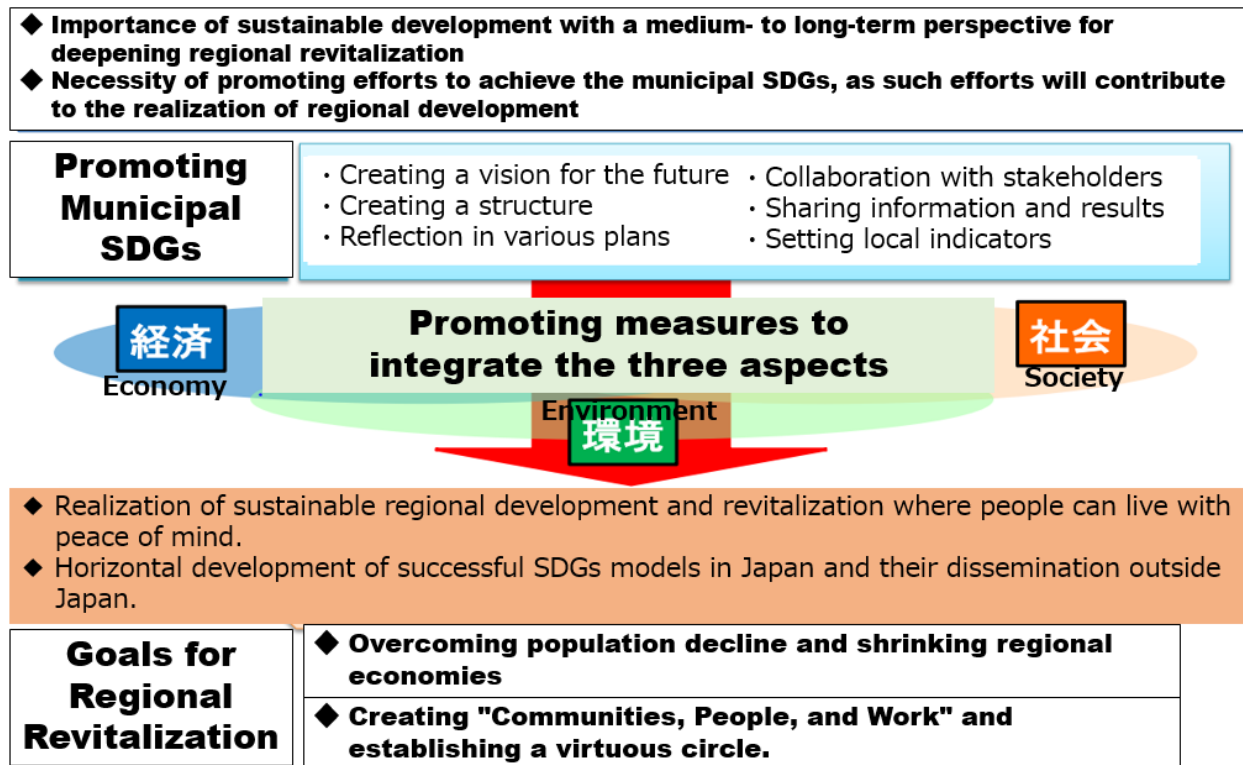 ◆ Importance of sustainable development with a medium- to long-term perspective for
deepening regional revitalization
◆ Necessity of promoting efforts to achieve the municipal SDGs, as such efforts will contribute
to the realization of regional development
Promoting
Municipal
SDGs
・Creating a vision for the future
・Creating a structure
・Reflection in various plans
・Collaboration with stakeholders
・Sharing information and results
・Setting local indicators
経済
Economy
Promoting measures to
integrate the three aspects
社会
Society
Environment
環境
◆ Realization of sustainable regional development and revitalization where people can live with
peace of mind.
◆ Horizontal development of successful SDGs models in Japan and their dissemination outside
Japan.
Goals for
Regional
Revitalization
◆ Overcoming population decline and shrinking regional
economies
◆ Creating "Communities, People, and Work" and
establishing a virtuous circle.